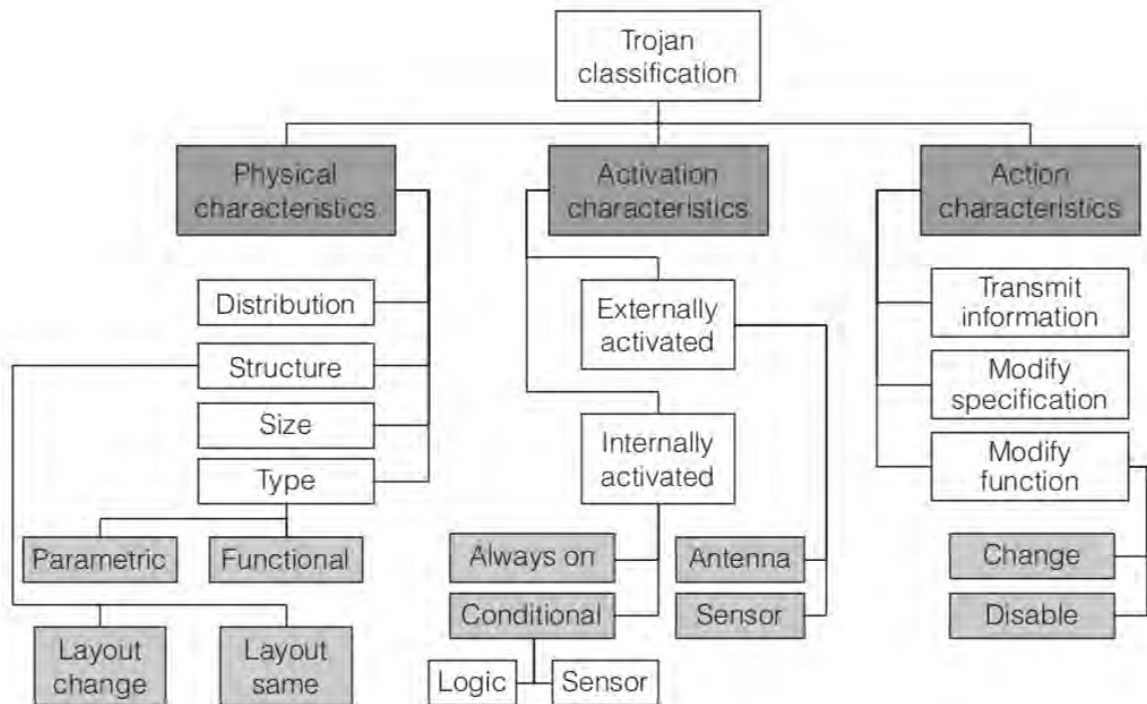 Trojan
classification
Physical
characteristics
Activation
characteristics
Action
characteristics
Distribution
Structure
Size
Type
Parametric
Functional
Layout
change
Layout
same
Externally
activated
Internally
activated
Always on
Conditional
Logic
Sensor
Antenna
Sensor
Transmit
information
Modify
specification
Modify
function
Change
Disable